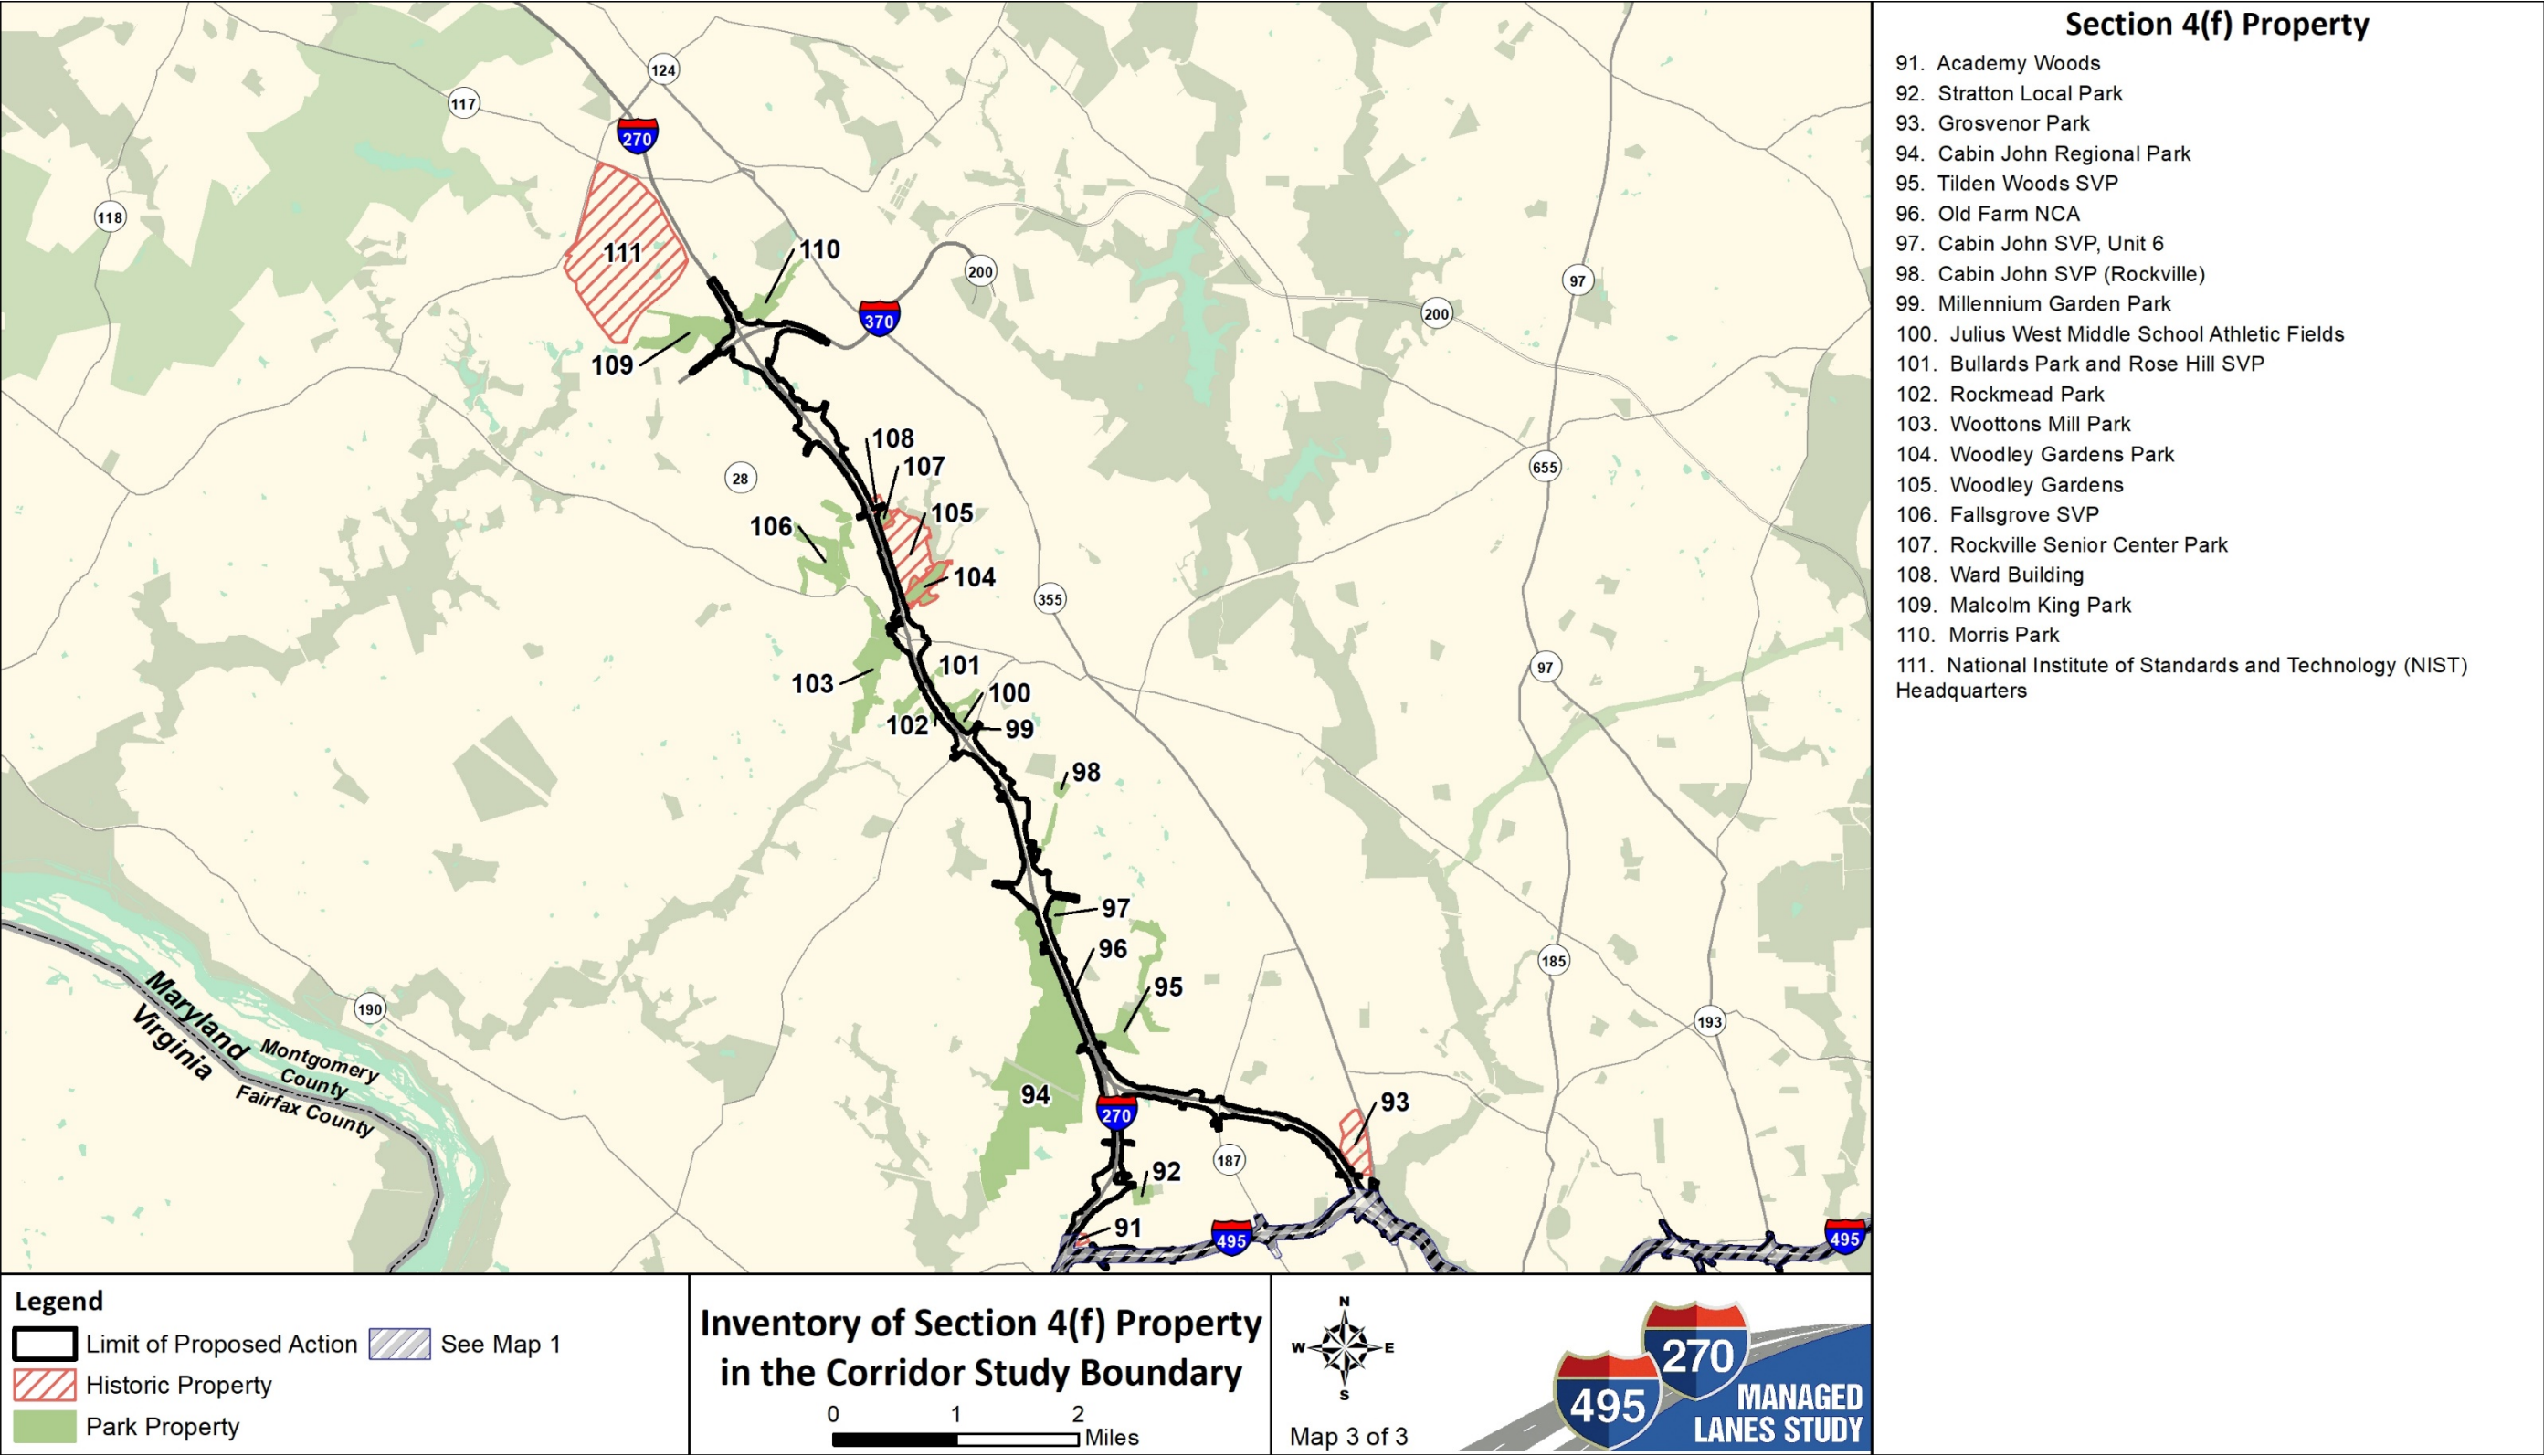 Section 4(f) Property
91. Academy Woods
92. Stratton Local Park
93. Grosvenor Park
94. Cabin John Regional Park
95. Tilden Woods SVP
96. Old Farm NCA
97. Cabin John SVP, Unit 6
98. Cabin John SVP (Rockville)
99. Millennium Garden Park
100. Julius West Middle School Athletic Fields
101. Bullards Park and Rose Hill SVP
102. Rockmead Park
103. Woottons Mill Park
104. Woodley Gardens Park
105. Woodley Gardens
106. Fallsgrove SVP
107. Rockville Senior Center Park
108. Ward Building
109. Malcolm King Park
110. Morris Park
111. National Institute of Standards and Technology (NIST)
Headquarters
124
117
270
118
111
110
200
97
370
200
109
108
107
655
28
105
106
104
355
101
97
103
100
102
99
98
97
96
185
95
190
193
Maryland
Virginia
Montgomery
County
Fairfax County
94
93
270
187
92
91
495
495
Legend
Limit of Proposed Action
See Map 1
Historic Property
Park Property
Inventory of Section 4(f) Property
in the Corridor Study Boundary
0 1 2
Miles
N
W E
S
Map 3 of 3
270
495
MANAGED
LANES STUDY